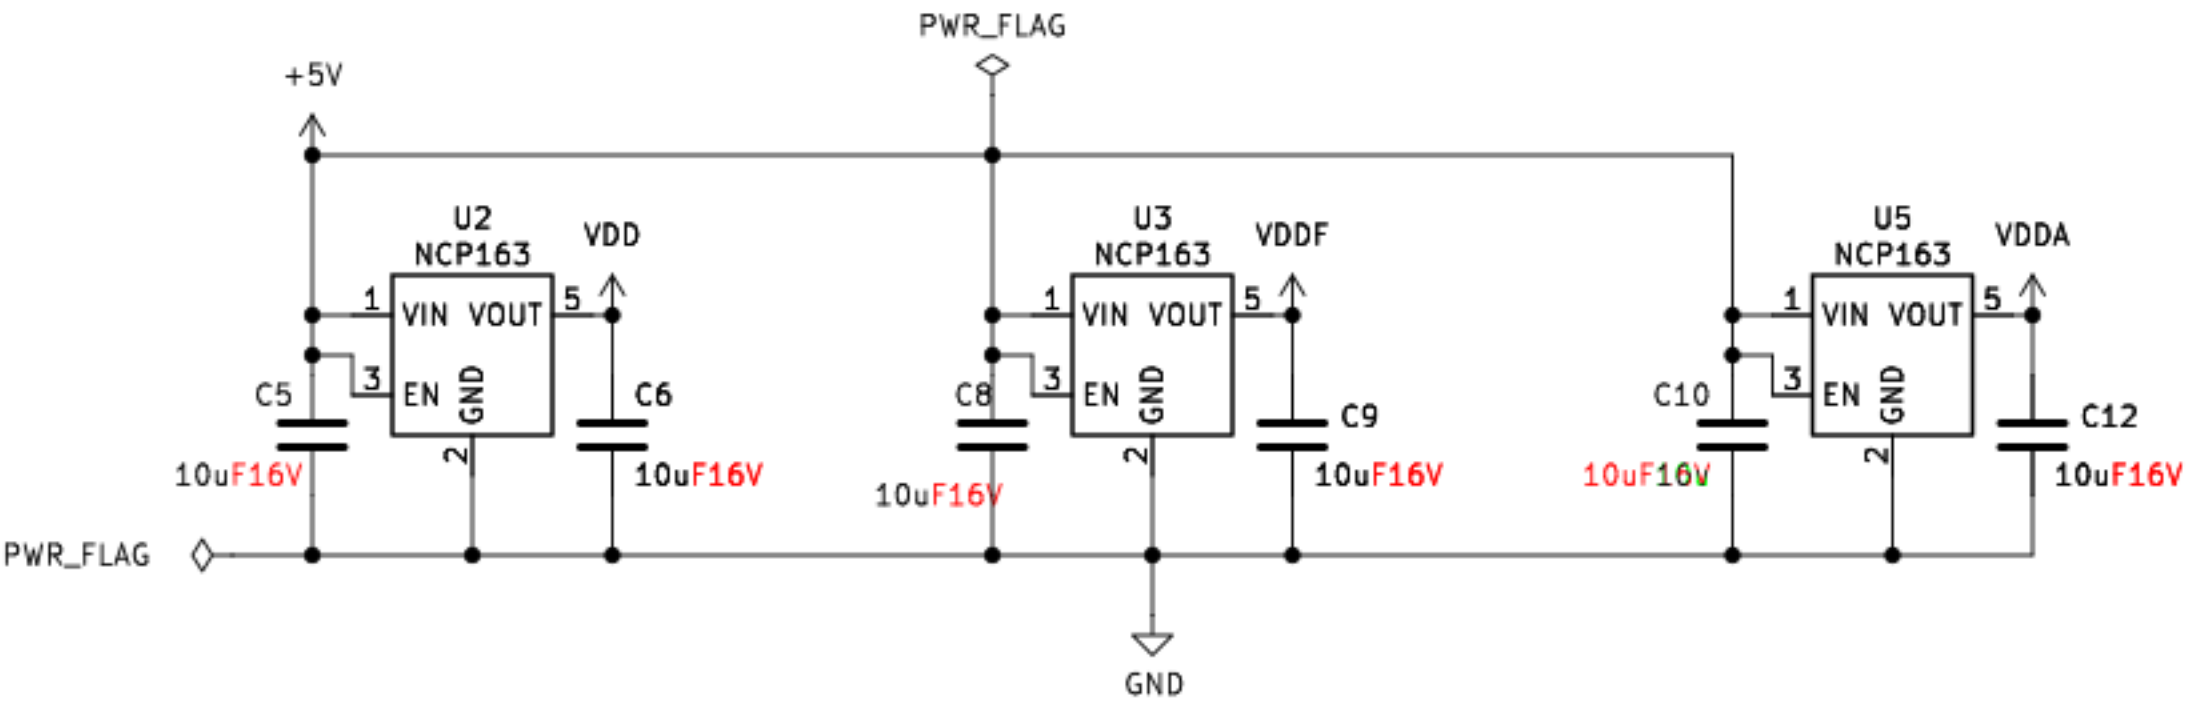 PWR_FLAG
+5V
U2
NCP163
VDD
1
VIN
VOUT
5
3
EN
GND
2
C5
10uF16V
C6
10uF16V
U3
NCP163
VDDF
1
VIN
VOUT
5
3
EN
GND
2
C8
10uF16V
C9
10uF16V
U5
NCP163
VDDA
1
VIN
VOUT
5
3
EN
GND
2
C10
10uF16V
C12
10uF16V
PWR_FLAG
GND